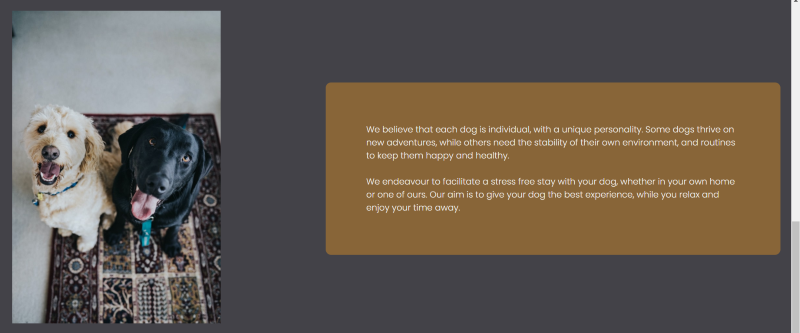 We believe that each dog is individual, with a unique personality. Some dogs thrive on
new adventures, while others need the stability of their own environment, and routines
to keep them happy and healthy.
We endeavour to facilitate a stress free stay with your dog, whether in your own home
or one of ours. Our aim is to give your dog the best experience, while you relax and
enjoy your time away.